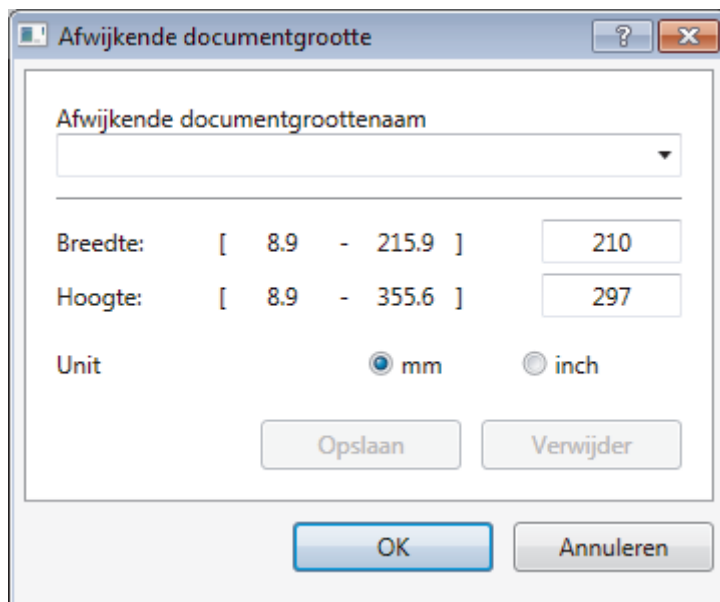 Afwijkende documentgrootte
Afwijkende documentgroottenaam
Breedte: [ 8.9 - 215.9 ] 210
Hoogte: [ 8.9 - 355.6 ] 297
Unit mm inch
Opslaan Verwijder
OK Annuleren